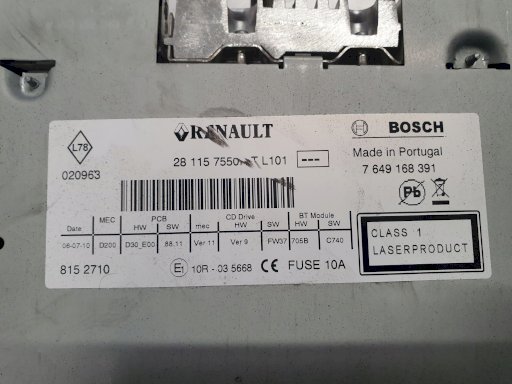 L78
RENAULT
BOSCH
28 115 7550
T L101
---
Made in Portugal
020963
7 649 168 391
Pb
MEC PCB CD Drive BT Module
Date HW SW mec HW SW HW SW
08-07-10 D200 D30_E00 88.11 Ver 11 Ver 9 FW37 705B C740
CLASS 1
LASERPRODUCT
815 2710
E1 10R - 03 5668 CE FUSE 10A